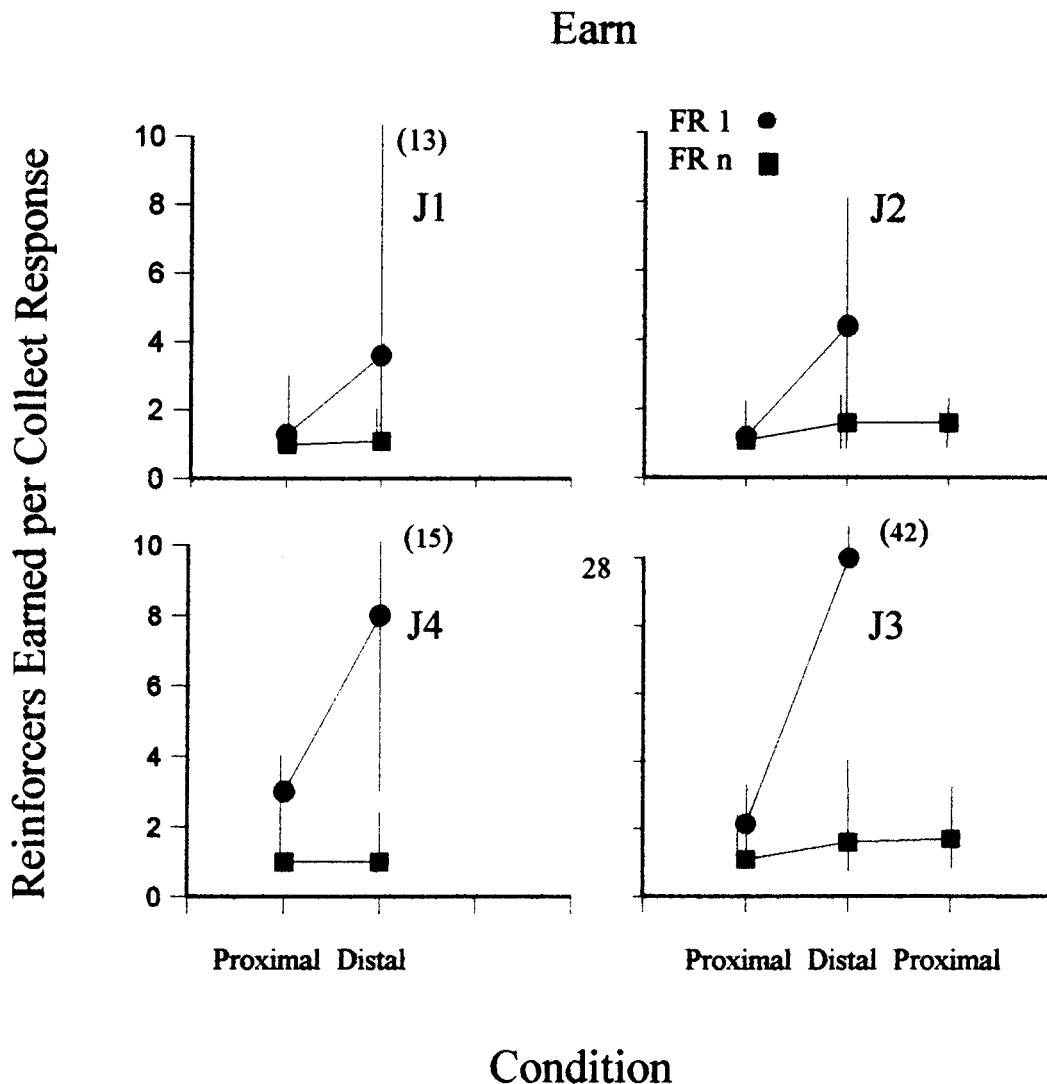 Earn
Reinforcers Earned per Collect Response
10
8
6
4
2
0
(13)
J1
FR 1
FR n
J2
10
8
6
4
2
0
(15)
J4
28
(42)
J3
Proximal Distal
Proximal Distal Proximal
Condition